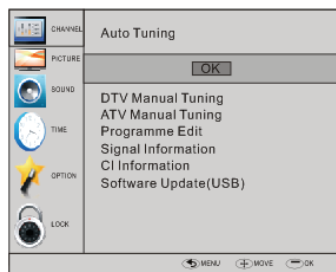 CHANNEL
PICTURE
SOUND
TIME
OPTION
LOCK
Auto Tuning
OK
DTV Manual Tuning
ATV Manual Tuning
Programme Edit
Signal Information
CI Information
Software Update(USB)
MENU MOVE OK